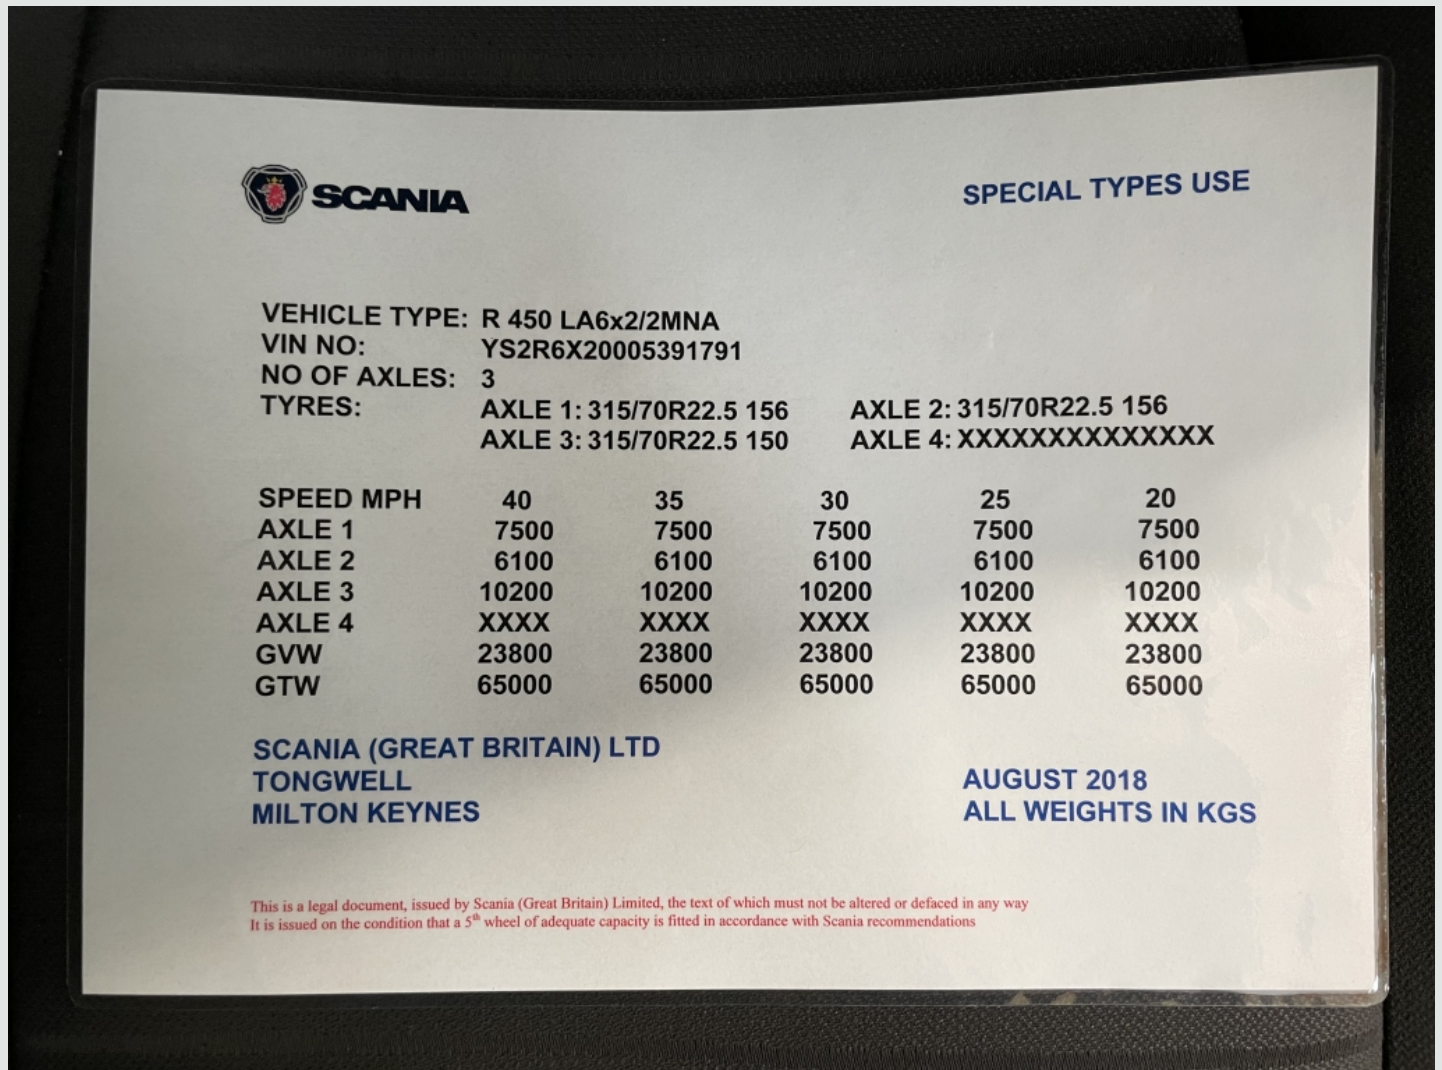 SCANIA
SPECIAL TYPES USE
VEHICLE TYPE: R 450 LA6x2/2MNA
VIN NO: YS2R6X20005391791
NO OF AXLES: 3
TYRES: AXLE 1: 315/70R22.5 156 AXLE 2: 315/70R22.5 156
AXLE 3: 315/70R22.5 150 AXLE 4: XXXXXXXXXXXXXX
SPEED MPH 40 35 30 25 20
AXLE 1 7500 7500 7500 7500 7500
AXLE 2 6100 6100 6100 6100 6100
AXLE 3 10200 10200 10200 10200 10200
AXLE 4 XXXX XXXX XXXX XXXX XXXX
GVW 23800 23800 23800 23800 23800
GTW 65000 65000 65000 65000 65000
SCANIA (GREAT BRITAIN) LTD
TONGWELL AUGUST 2018
MILTON KEYNES ALL WEIGHTS IN KGS
This is a legal document, issued by Scania (Great Britain) Limited, the text of which must not be altered or defaced in any way
It is issued on the condition that a 5th wheel of adequate capacity is fitted in accordance with Scania recommendations